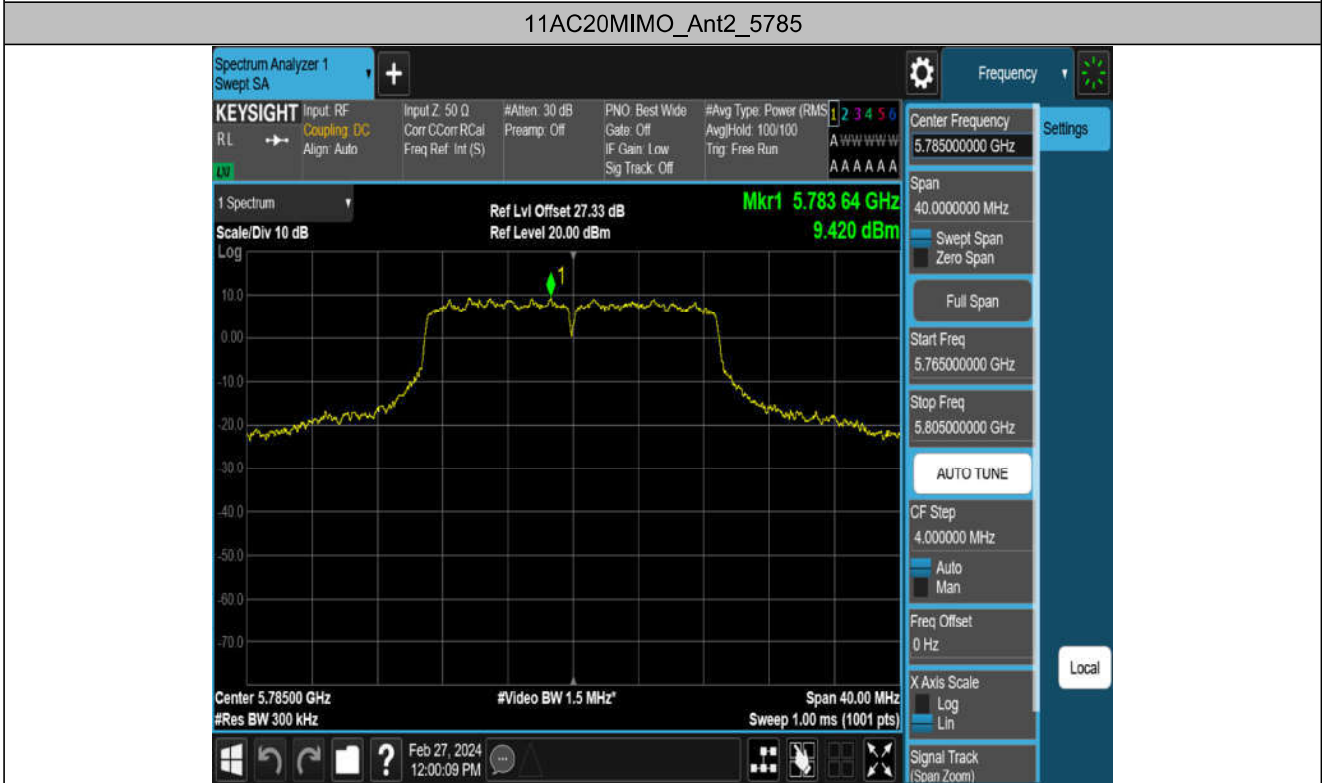 11AC20MIMO_Ant2_5785
Spectrum Analyzer 1
Swept SA
+
Frequency
KEYSIGHT
RL
Input: RF
Coupling: DC
Align: Auto
Input Z: 50 Ω
Corr CCorr RCal
Freq Ref: Int (S)
#Atten: 30 dB
Preamp: Off
PNO: Best Wide
Gate: Off
IF Gain: Low
Sig Track: Off
#Avg Type: Power (RMS
Avg|Hold: 100/100
Trig: Free Run
1 2 3 4 5 6
A W W W W W
A A A A A A
LXI
1 Spectrum
Scale/Div 10 dB
Log
Ref Lvl Offset 27.33 dB
Ref Level 20.00 dBm
Mkr1 5.783 64 GHz
9.420 dBm
1
10.0
0.00
-10.0
-20.0
-30.0
-40.0
-50.0
-60.0
-70.0
Center 5.78500 GHz
#Res BW 300 kHz
#Video BW 1.5 MHz*
Span 40.00 MHz
Sweep 1.00 ms (1001 pts)
?
Feb 27, 2024
12:00:09 PM
Center Frequency
5.785000000 GHz
Settings
Span
40.0000000 MHz
Swept Span
Zero Span
Full Span
Start Freq
5.765000000 GHz
Stop Freq
5.805000000 GHz
AUTO TUNE
CF Step
4.000000 MHz
Auto
Man
Freq Offset
0 Hz
X Axis Scale
Log
Lin
Local
Signal Track
(Span Zoom)